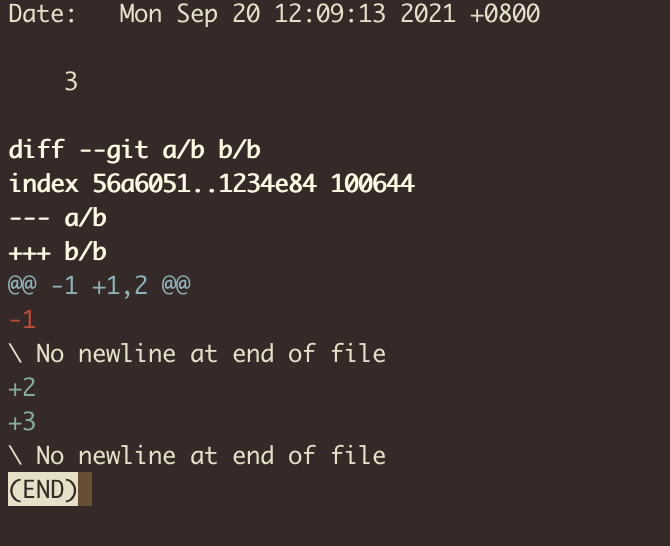 Date:   Mon Sep 20 12:09:13 2021 +0800
    3
diff --git a/b b/b
index 56a6051..1234e84 100644
--- a/b
+++ b/b
@@ -1 +1,2 @@
-1
\ No newline at end of file
+2
+3
\ No newline at end of file
(END)